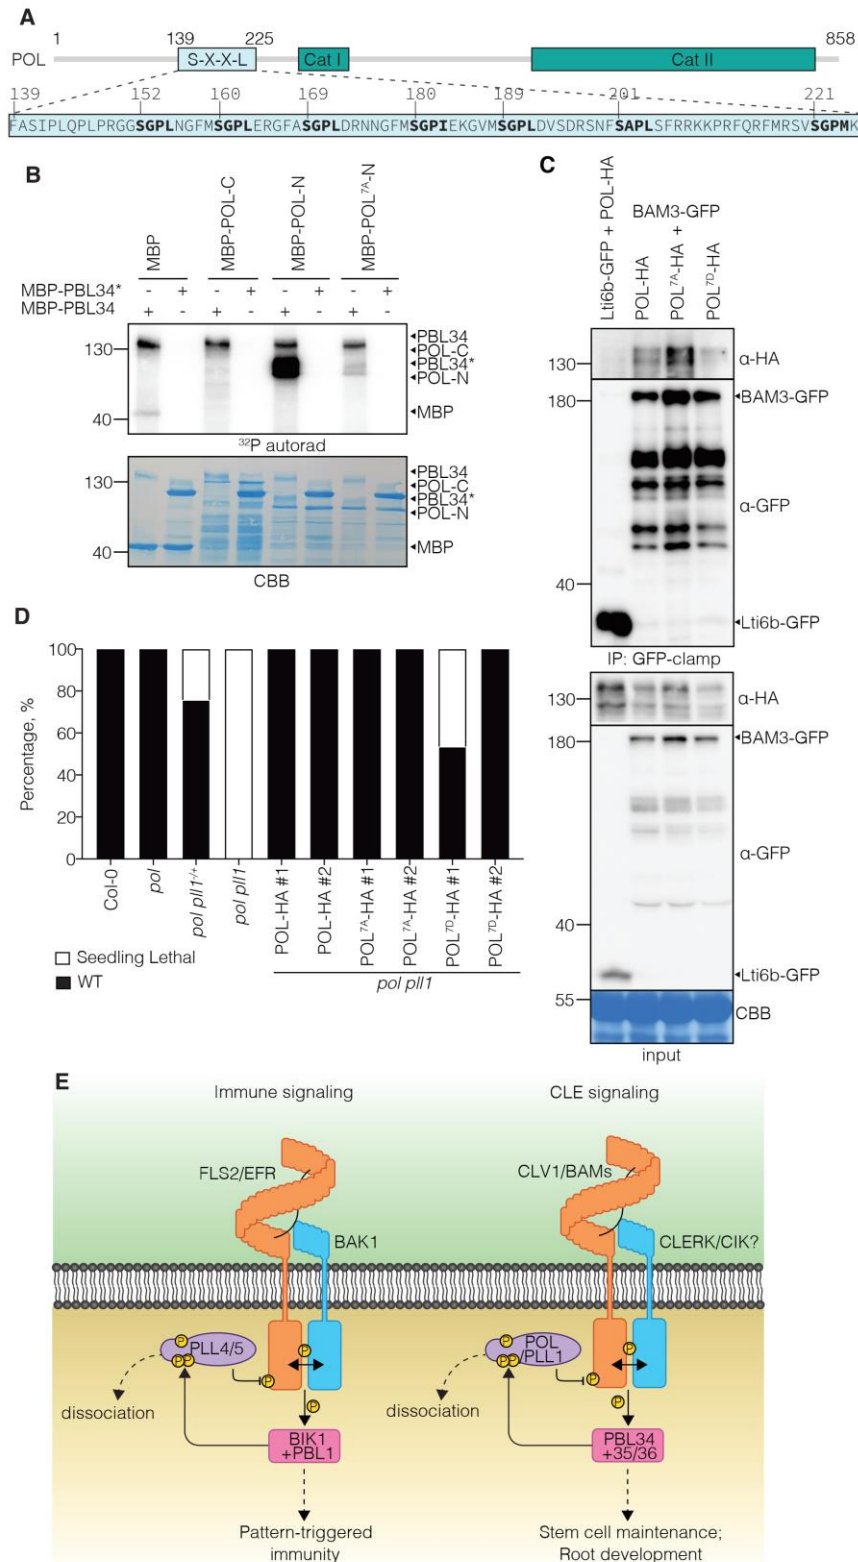 A
1
139
225
858
POL
S-X-X-L
Cat I
Cat II
139
152
160
169
180
189
201
221
FASIPLQPLPRGGSGPLNGFMSGPLERGFASGPLDRNNGFMSGPIEKGVMSGPLDVSDRSNFSAPLSFRRKKPRFQRFMRSVSGPMK
B
MBP
MBP-POL-C
MBP-POL-N
MBP-POL7A-N
MBP-PBL34* - + - + - + - +
MBP-PBL34 + - + - + - + -
130
40
PBL34
POL-C
PBL34*
POL-N
MBP
32P autorad
130
40
PBL34
POL-C
PBL34*
POL-N
MBP
CBB
C
Lti6b-GFP + POL-HA
BAM3-GFP
+
POL-HA
POL7A-HA
POL7D-HA
130
α-HA
180
BAM3-GFP
α-GFP
40
Lti6b-GFP
IP: GFP-clamp
130
α-HA
180
BAM3-GFP
α-GFP
40
Lti6b-GFP
55
CBB
input
D
Percentage, %
100
80
60
40
20
0
Col-0
pol
pol pll1-/+
pol pll1
POL-HA #1
POL-HA #2
POL7A-HA #1
POL7A-HA #2
POL7D-HA #1
POL7D-HA #2
pol pll1
Seedling Lethal
WT
E
Immune signaling
CLE signaling
FLS2/EFR
BAK1
CLV1/BAMs
CLERK/CIK?
P
PLL4/5
P P
P
P
P
dissociation
BIK1
+PBL1
Pattern-triggered
immunity
P
POL
/PLL1
P P
P
P
P
dissociation
PBL34
+35/36
Stem cell maintenance;
Root development